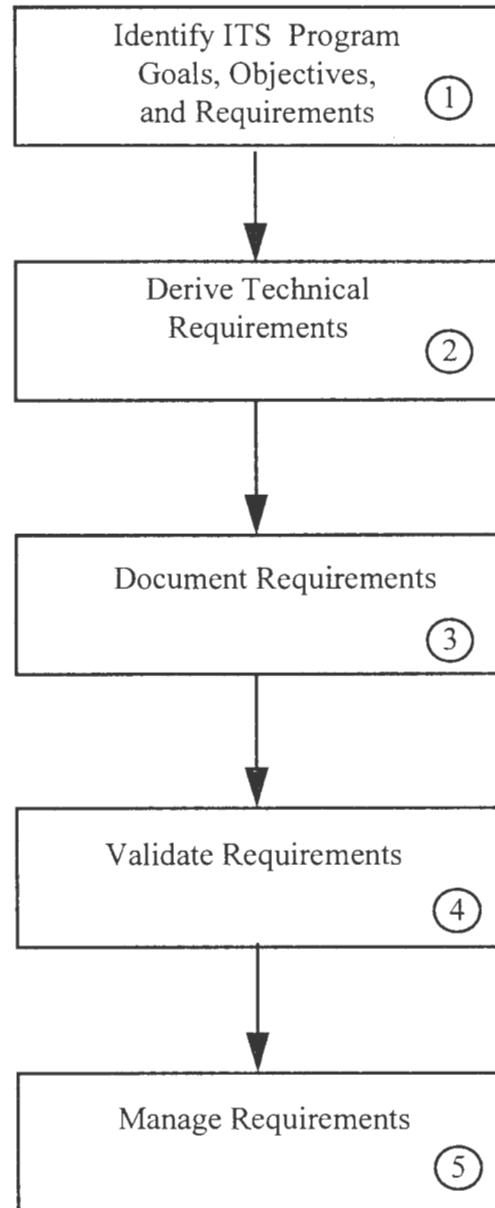 Identify ITS Program
Goals, Objectives,
and Requirements
1
Derive Technical
Requirements
2
Document Requirements
3
Validate Requirements
4
Manage Requirements
5